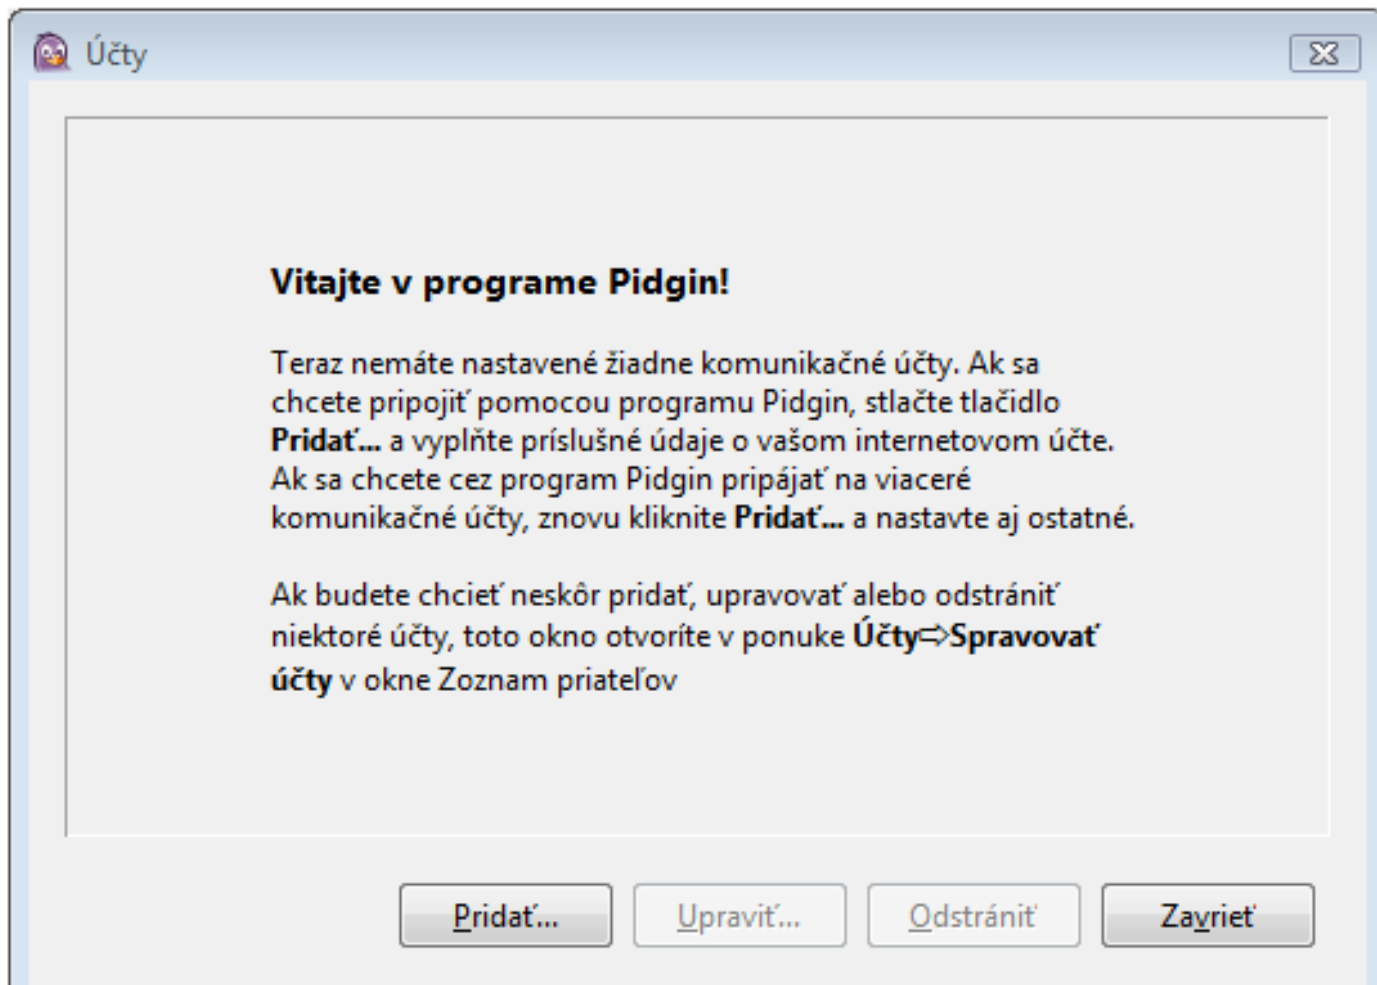 Účty
Vitajte v programe Pidgin!
Teraz nemáte nastavené žiadne komunikačné účty. Ak sa
chcete pripojiť pomocou programu Pidgin, stlačte tlačidlo
Pridať... a vyplňte príslušné údaje o vašom internetovom účte.
Ak sa chcete cez program Pidgin pripájať na viaceré
komunikačné účty, znovu kliknite Pridať... a nastavte aj ostatné.
Ak budete chcieť neskôr pridať, upravovať alebo odstrániť
niektoré účty, toto okno otvoríte v ponuke Účty⇨Spravovať
účty v okne Zoznam priateľov
Pridať... Upraviť... Odstrániť Zavrieť